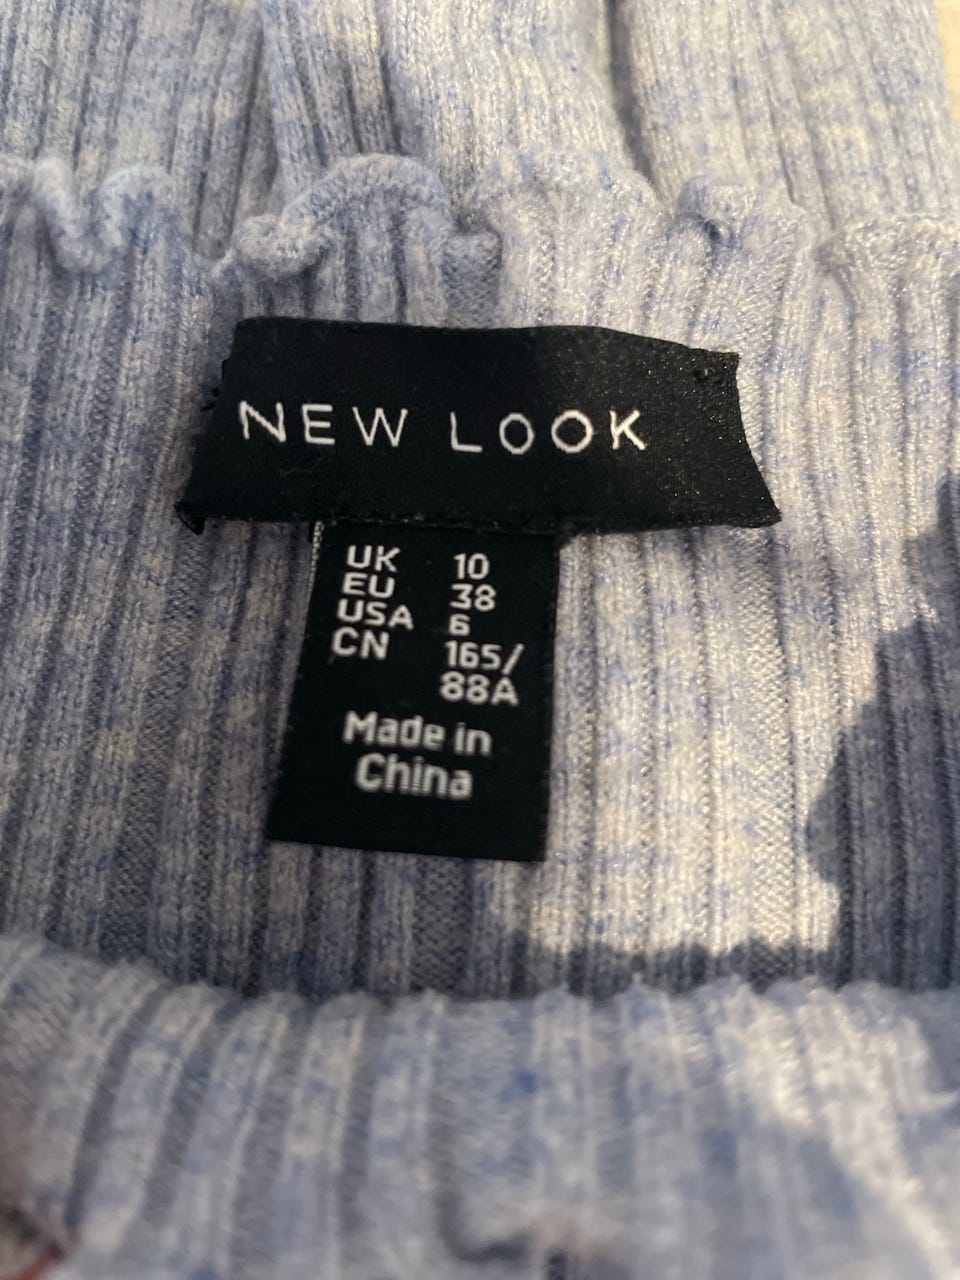 NEW LOOK
UK 10
EU 38
USA 6
CN 165/
88A
Made in
China